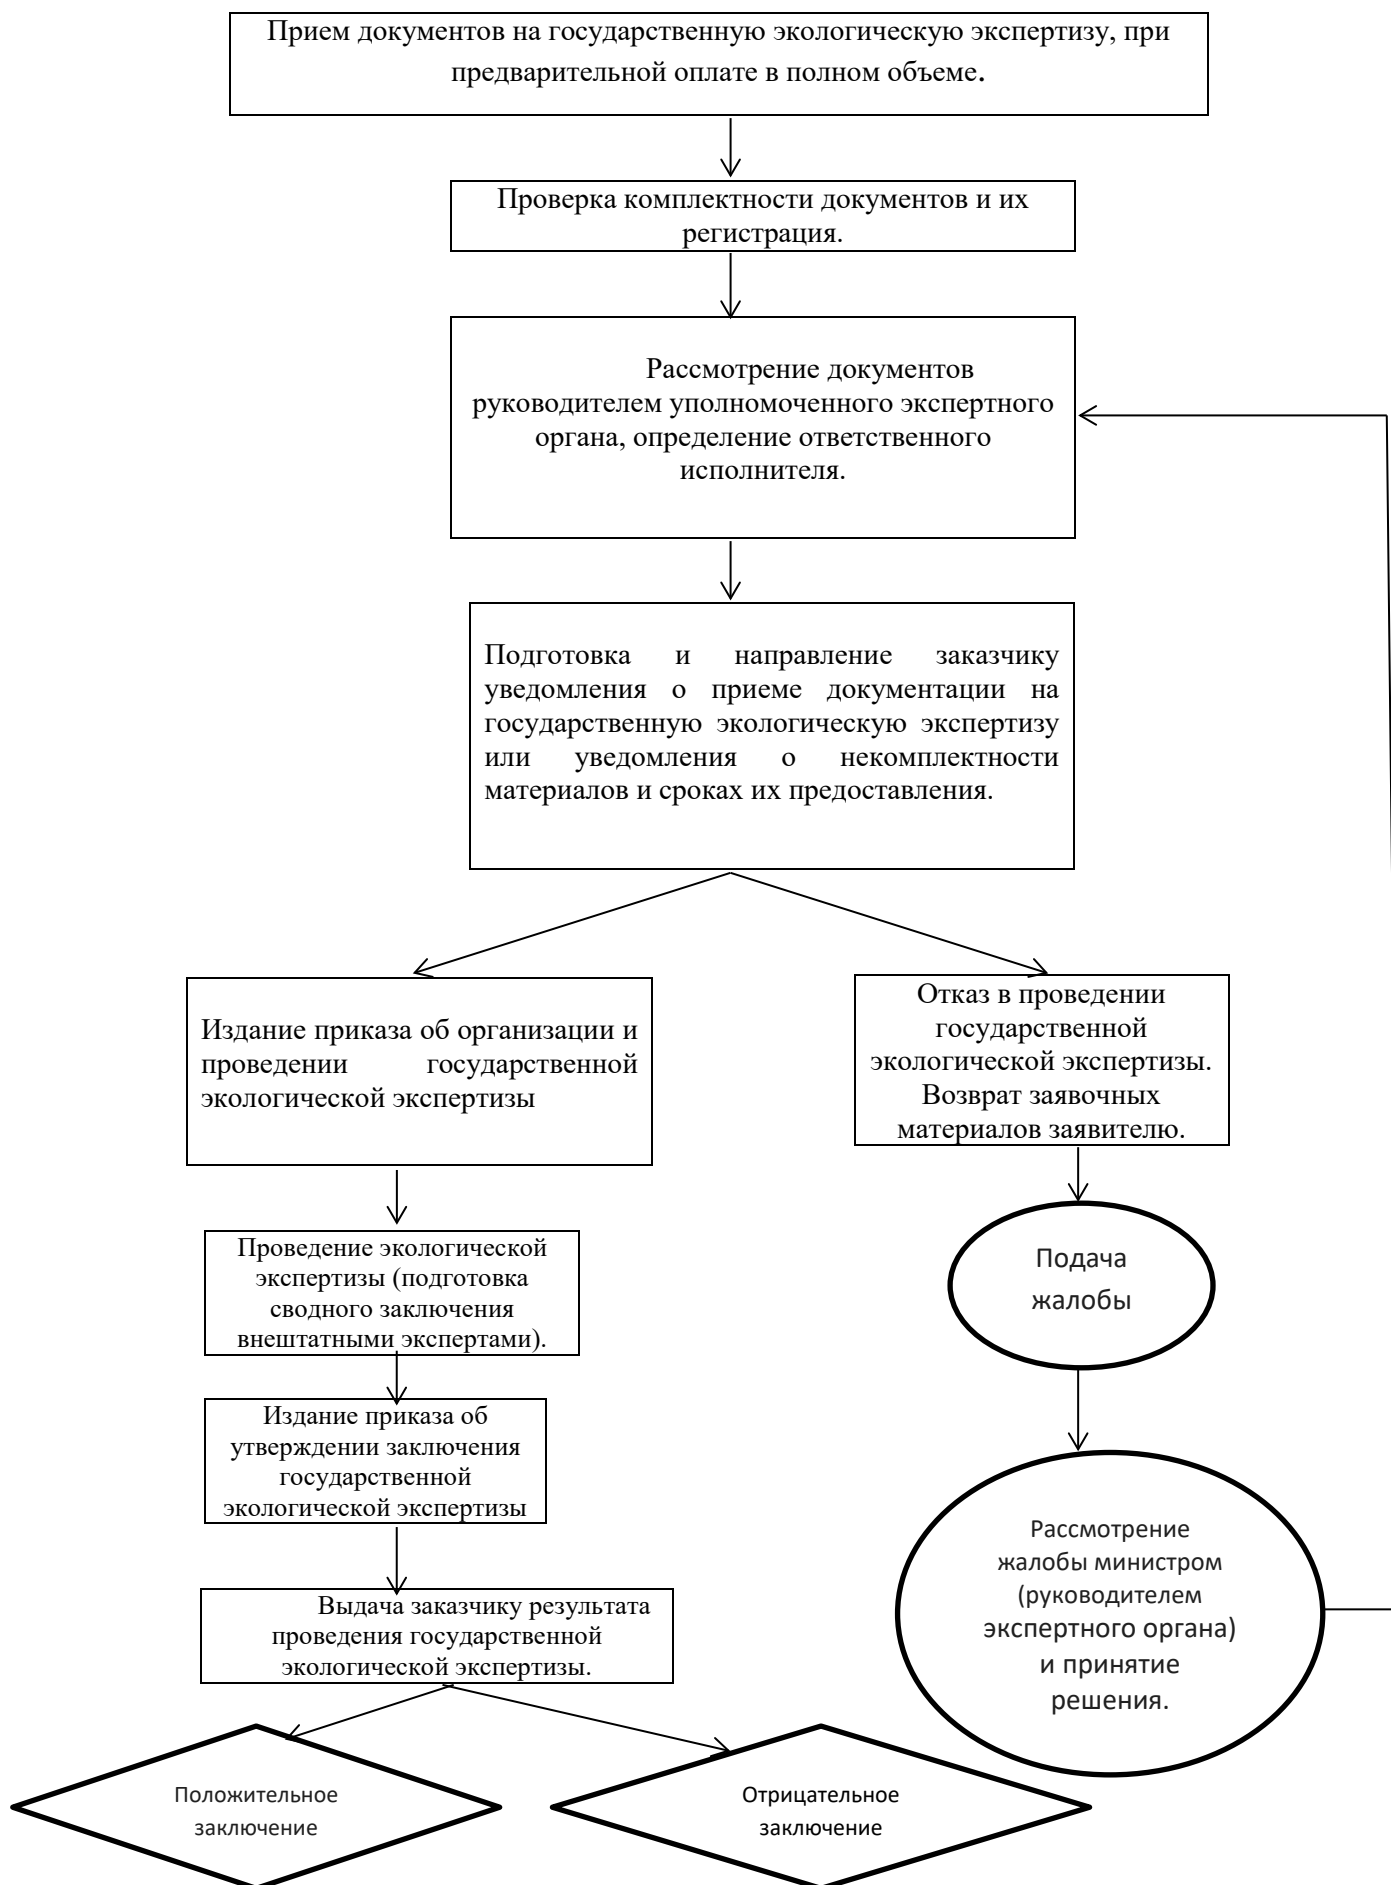 Прием документов на государственную экологическую экспертизу, при
предварительной оплате в полном объеме.
Проверка комплектности документов и их
регистрация.
Рассмотрение документов
руководителем уполномоченного экспертного
органа, определение ответственного
исполнителя.
Подготовка и направление заказчику
уведомления о приеме документации на
государственную экологическую экспертизу
или уведомления о некомплектности
материалов и сроках их предоставления.
Издание приказа об организации и
проведении государственной
экологической экспертизы
Отказ в проведении
государственной
экологической экспертизы.
Возврат заявочных
материалов заявителю.
Проведение экологической
экспертизы (подготовка
сводного заключения
внештатными экспертами).
Подача
жалобы
Издание приказа об
утверждении заключения
государственной
экологической экспертизы
Рассмотрение
жалобы министром
(руководителем
экспертного органа)
и принятие
решения.
Выдача заказчику результата
проведения государственной
экологической экспертизы.
Положительное
заключение
Отрицательное
заключение